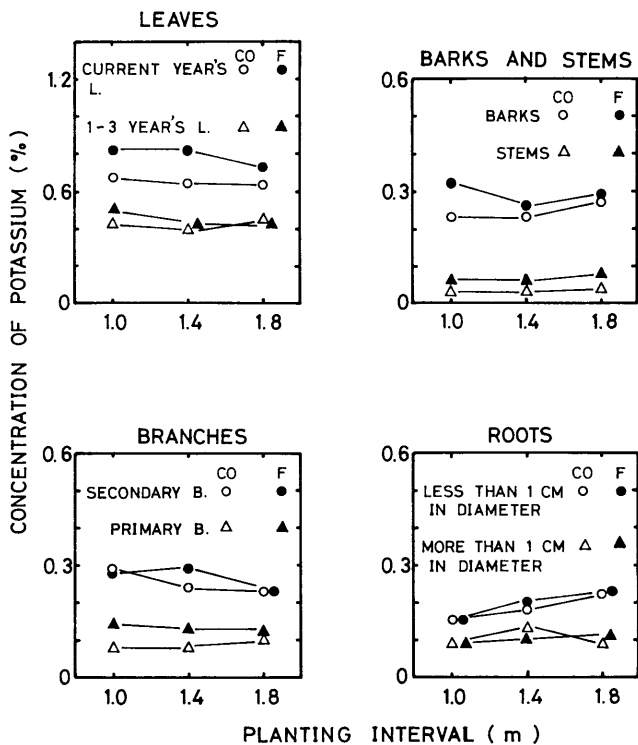 LEAVES
CO F
CURRENT YEAR'S
L.
1-3 YEAR'S L.
1.2
0.6
0
1.0 1.4 1.8
BARKS AND STEMS
CO F
BARKS
STEMS
0.6
0.3
0
1.0 1.4 1.8
BRANCHES
CO F
SECONDARY B.
PRIMARY B.
0.6
0.3
0
1.0 1.4 1.8
ROOTS
CO F
LESS THAN 1 CM
IN DIAMETER
MORE THAN 1 CM
IN DIAMETER
0.6
0.3
0
1.0 1.4 1.8
CONCENTRATION OF POTASSIUM (%)
PLANTING INTERVAL (m)